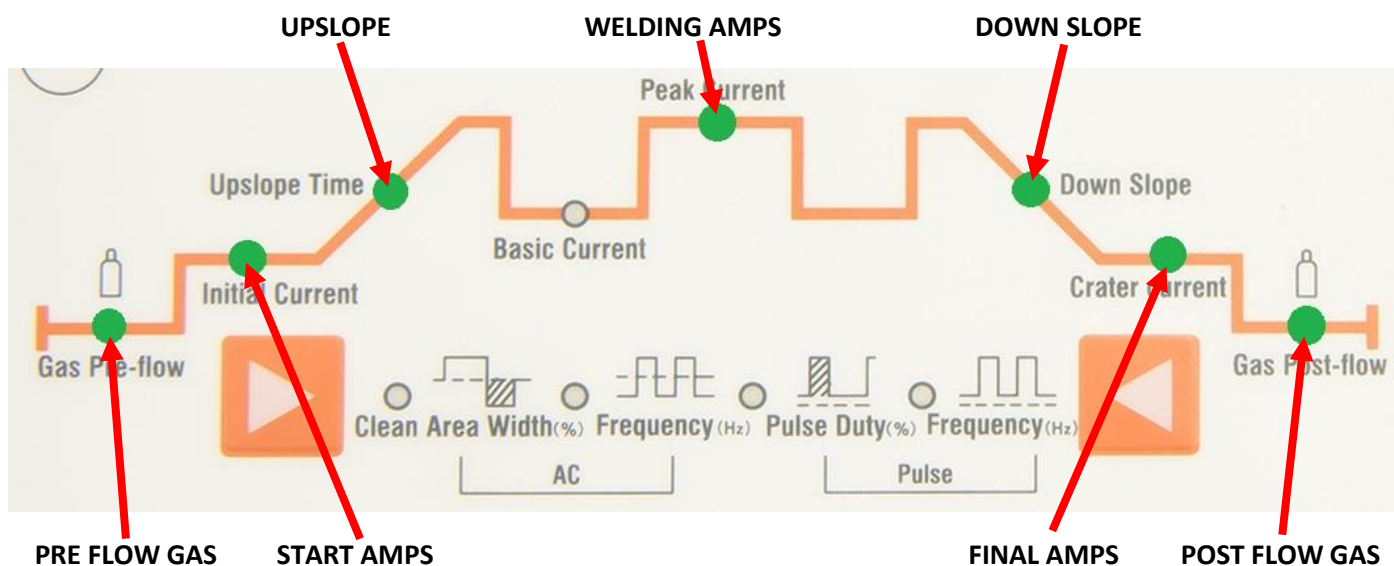 UPSLOPE
WELDING AMPS
DOWN SLOPE
Peak Current
Upslope Time
Down Slope
Basic Current
Initial Current
Crater Current
Gas Pre-flow
Gas Post-flow
Clean Area Width(%)
Frequency(Hz)
Pulse Duty(%)
Frequency(Hz)
AC
Pulse
PRE FLOW GAS
START AMPS
FINAL AMPS
POST FLOW GAS